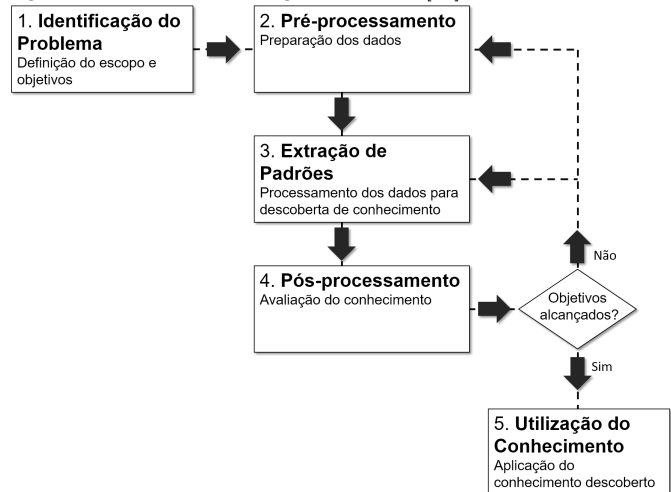 1. Identificação do
Problema
Definição do escopo e
objetivos
2. Pré-processamento
Preparação dos dados
3. Extração de
Padrões
Processamento dos dados para
descoberta de conhecimento
4. Pós-processamento
Avaliação do conhecimento
Objetivos
alcançados?
Não
Sim
5. Utilização do
Conhecimento
Aplicação do
conhecimento descoberto